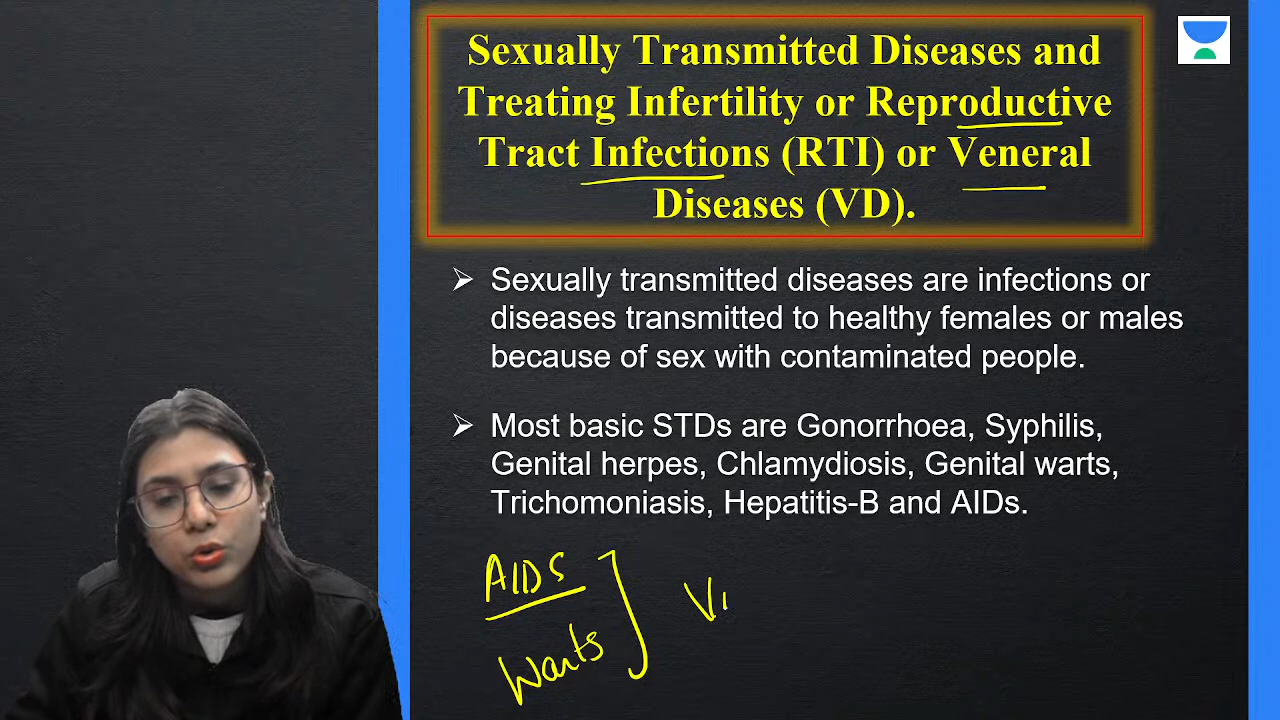 Sexually Transmitted Diseases and
Treating Infertility or Reproductive
Tract Infections (RTI) or Veneral
Diseases (VD).
➢ Sexually transmitted diseases are infections or
diseases transmitted to healthy females or males
because of sex with contaminated people.
➢ Most basic STDs are Gonorrhoea, Syphilis,
Genital herpes, Chlamydiosis, Genital warts,
Trichomoniasis, Hepatitis-B and AIDs.
AIDS
Warts